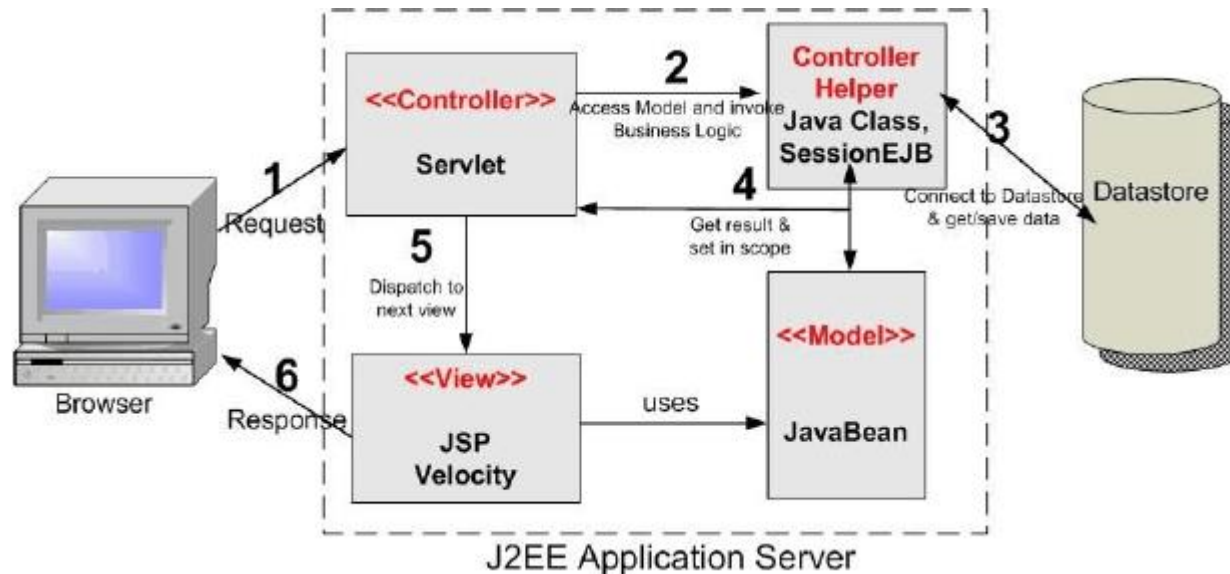 1
Request
<<Controller>>
Servlet
2
Access Model and invoke
Business Logic
Controller
Helper
Java Class,
SessionEJB
3
Connect to Datastore
& get/save data
Datastore
4
Get result &
set in scope
5
Dispatch to
next view
<<View>>
JSP
Velocity
uses
<<Model>>
JavaBean
6
Response
Browser
J2EE Application Server